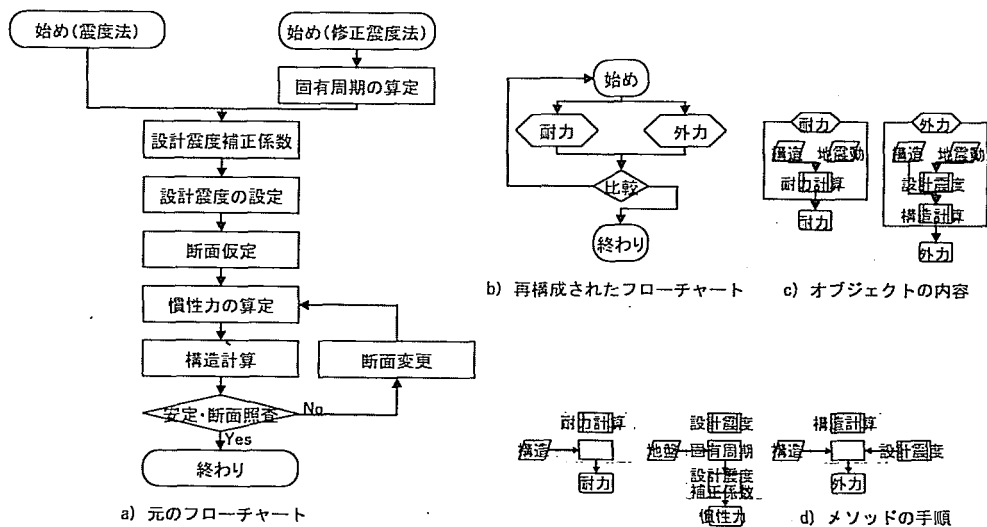 始め(震度法)
始め(修正震度法)
固有周期の算定
設計震度補正係数
設計震度の設定
断面仮定
慣性力の算定
構造計算
断面変更
安定・断面照査
No
Yes
終わり
a) 元のフローチャート
始め
耐力
外力
比較
終わり
b) 再構成されたフローチャート
耐力
構造
地震動
耐力計算
耐力
外力
構造
地震動
設計震度
構造計算
外力
c) オブジェクトの内容
耐力計算
構造
耐力
設計震度
地盤
固有周期
設計震度
補正係数
慣性力
構造計算
構造
設計震度
外力
d) メソッドの手順